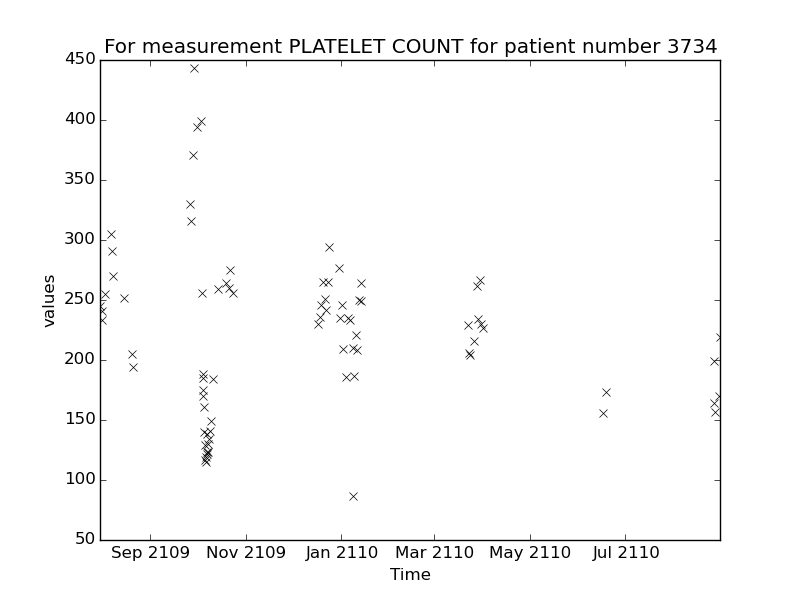 For measurement PLATELET COUNT for patient number 3734
450
400
350
300
250
200
150
100
50
values
Sep 2109 Nov 2109 Jan 2110 Mar 2110 May 2110 Jul 2110
Time